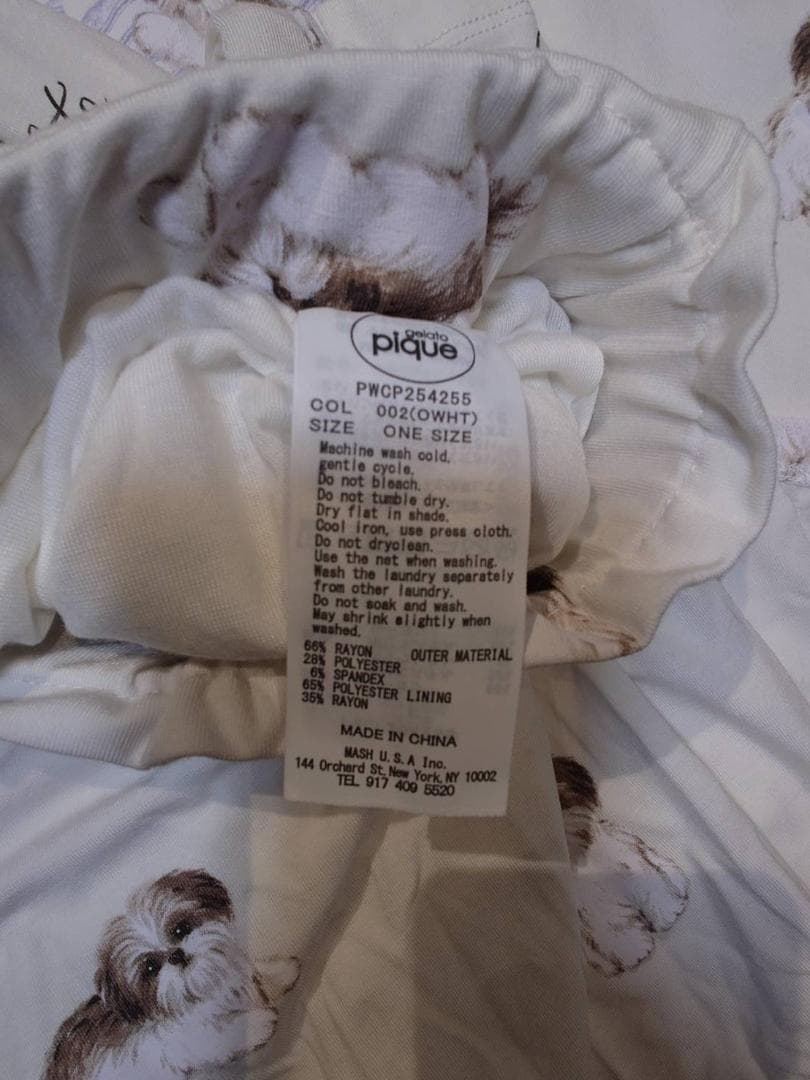 gelato
pique
PWCP254255
COL 002(OWHT)
SIZE ONE SIZE
Machine wash cold,
gentle cycle.
Do not bleach.
Do not tumble dry.
Dry flat in shade.
Cool iron, use press cloth.
Do not dryclean.
Use the net when washing.
Wash the laundry separately
from other laundry.
Do not soak and wash.
May shrink slightly when
washed.
66% RAYON OUTER MATERIAL
28% POLYESTER
6% SPANDEX
65% POLYESTER LINING
35% RAYON
MADE IN CHINA
MASH U.S.A Inc.
144 Orchard St, New York, NY 10002
TEL 917 409 5520